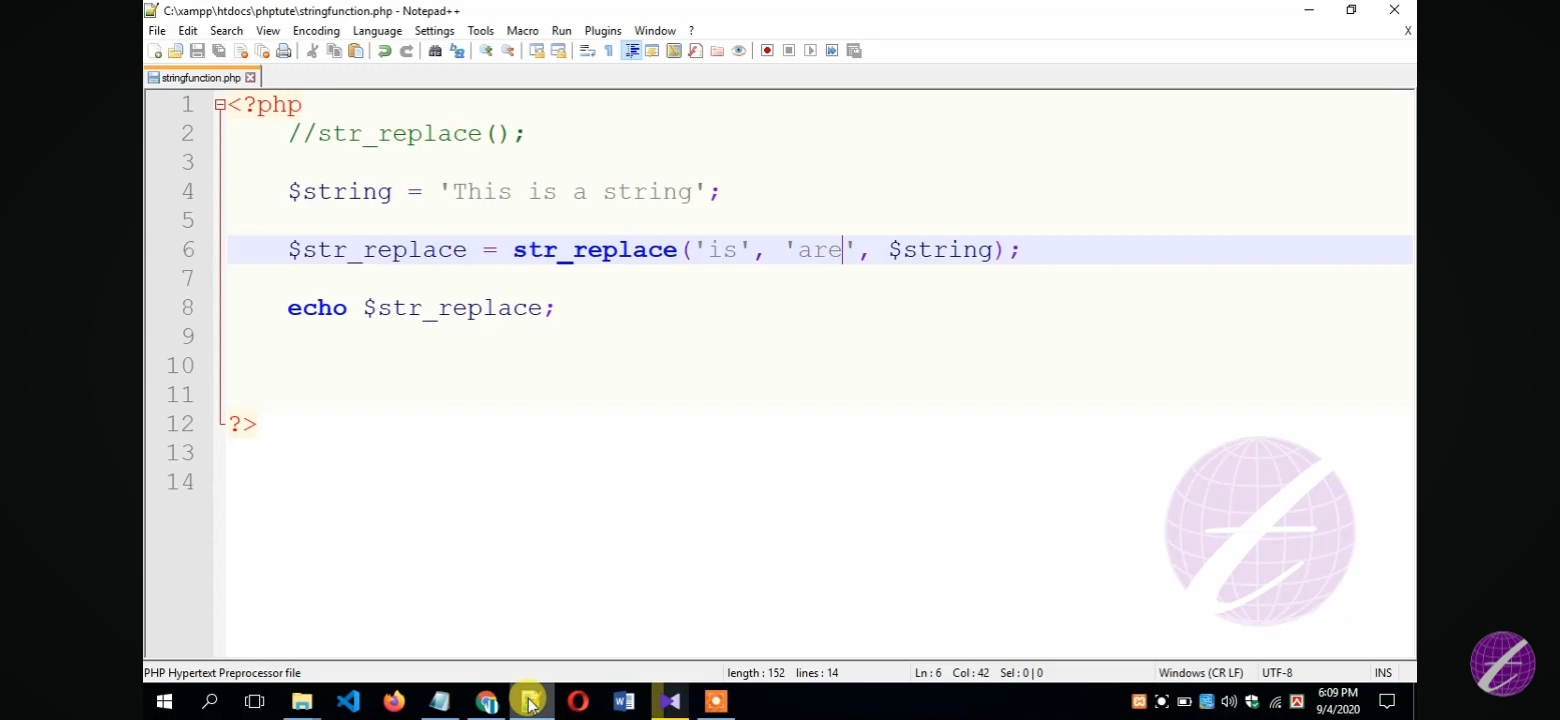 C:\xampp\htdocs\phptute\stringfunction.php - Notepad++
File Edit Search View Encoding Language Settings Tools Macro Run Plugins Window ? X
stringfunction.php
1 <?php
2 //str_replace();
3
4 $string = 'This is a string';
5
6 $str_replace = str_replace('is', 'are', $string);
7
8 echo $str_replace;
9
10
11
12 ?>
13
14
PHP Hypertext Preprocessor file length : 152 lines : 14 Ln : 6 Col : 42 Sel : 0 | 0 Windows (CR LF) UTF-8 INS
6:09 PM
9/4/2020